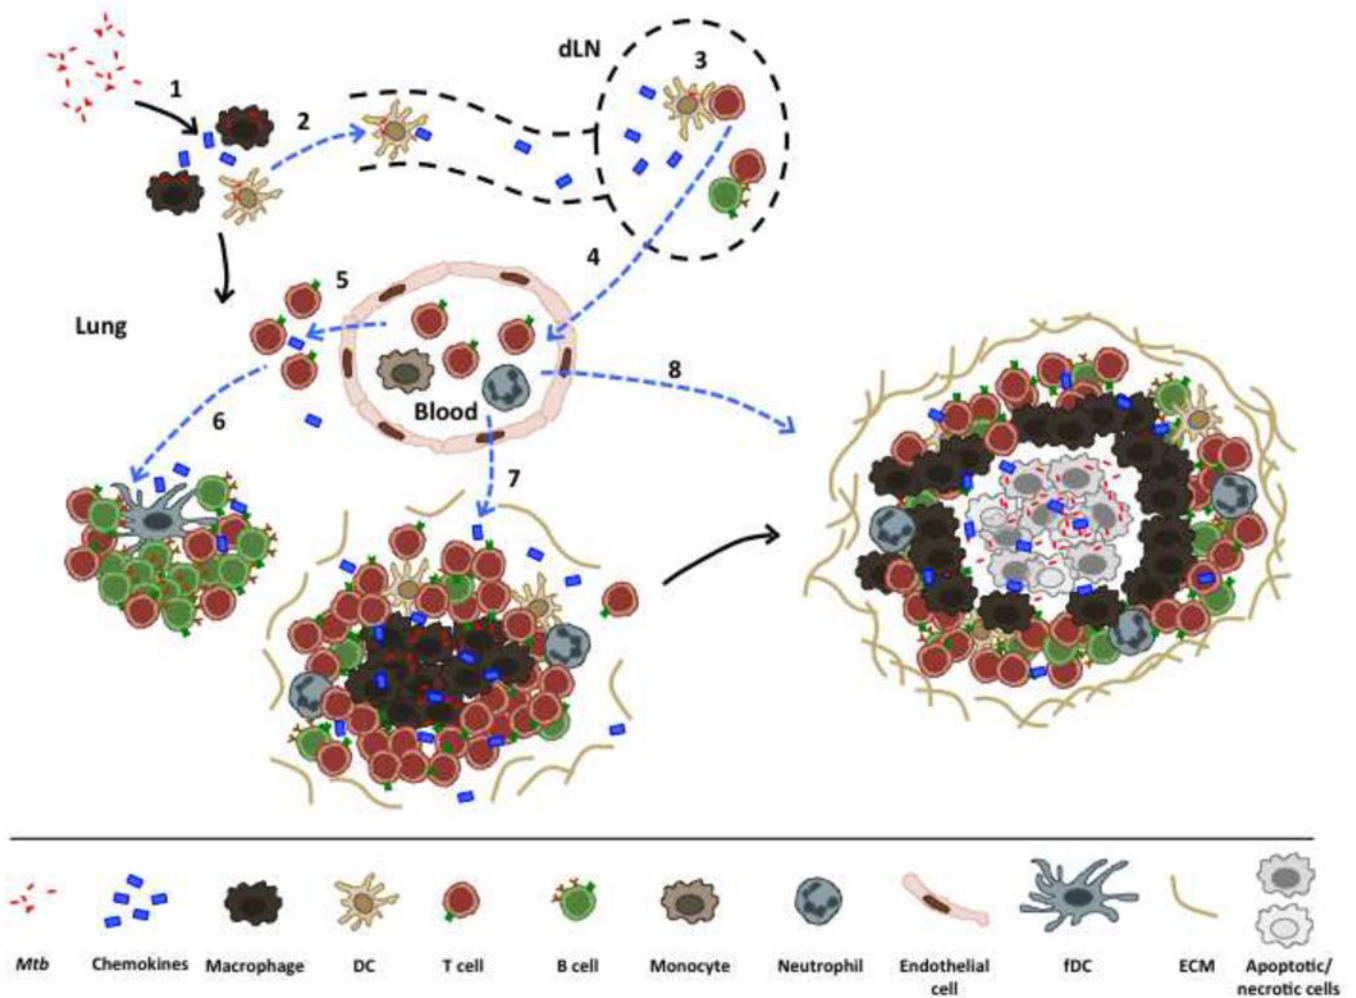 dLN
3
1
2
4
5
Lung
8
Blood
6
7
Mtb
Chemokines
Macrophage
DC
T cell
B cell
Monocyte
Neutrophil
Endothelial
cell
fDC
ECM
Apoptotic/
necrotic cells